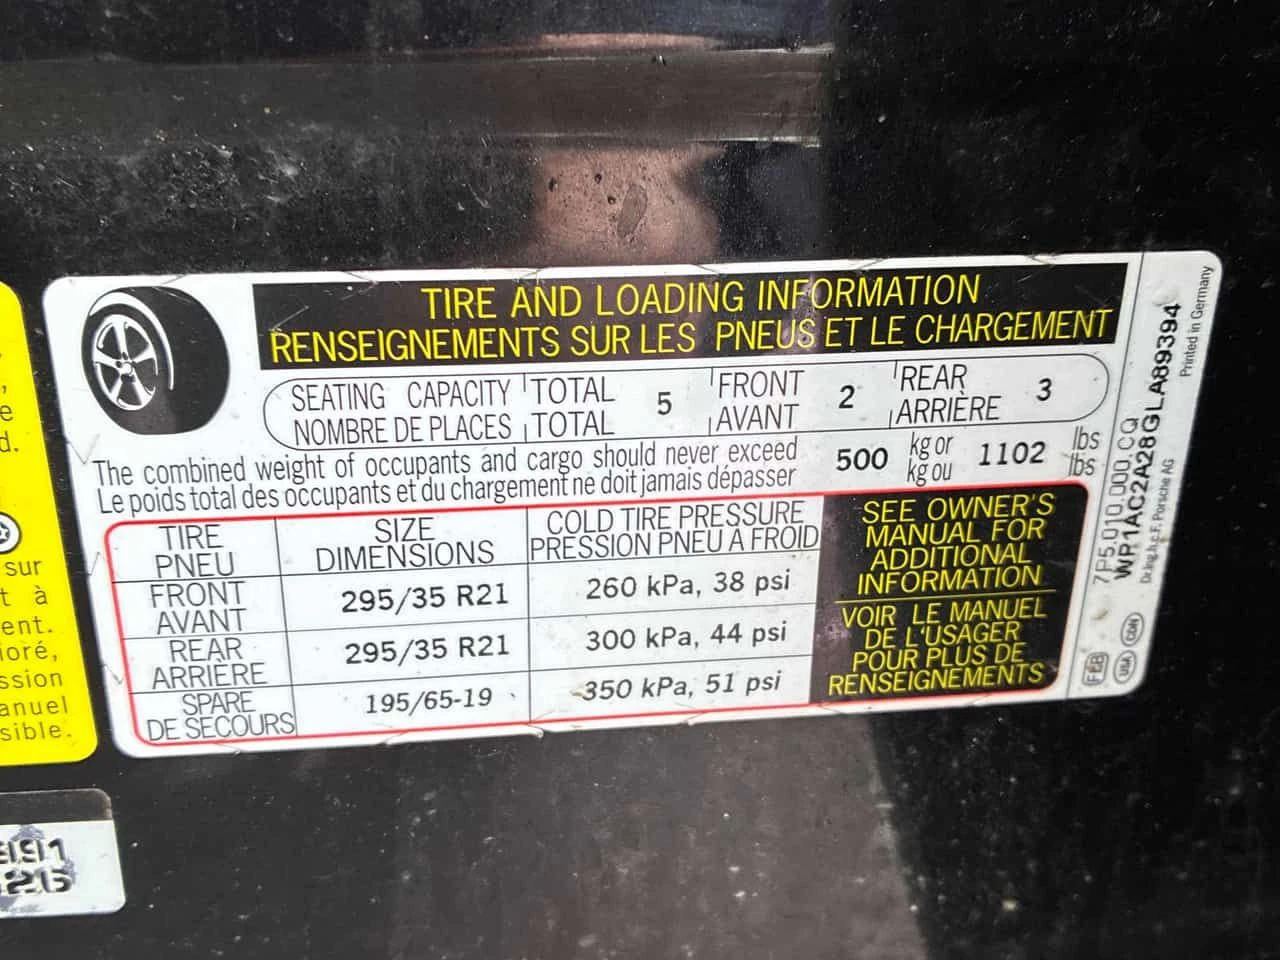 TIRE AND LOADING INFORMATION
RENSEIGNEMENTS SUR LES PNEUS ET LE CHARGEMENT
SEATING CAPACITY TOTAL 5 FRONT 2 REAR 3
NOMBRE DE PLACES TOTAL AVANT ARRIÈRE
The combined weight of occupants and cargo should never exceed 500 kg or 1102 lbs
Le poids total des occupants et du chargement ne doit jamais dépasser kg ou lbs
TIRE SIZE COLD TIRE PRESSURE
PNEU DIMENSIONS PRESSION PNEU A FROID
FRONT 295/35 R21 260 kPa, 38 psi
AVANT
REAR 295/35 R21 300 kPa, 44 psi
ARRIÈRE
SPARE 195/65-19 350 kPa, 51 psi
DE SECOURS
SEE OWNER'S
MANUAL FOR
ADDITIONAL
INFORMATION
VOIR LE MANUEL
DE L'USAGER
POUR PLUS DE
RENSEIGNEMENTS
7P5.010.000.CQ
WP1AC2A28GLA89394
Dr.Ing.h.c.F. Porsche AG
Printed in Germany
FEB
USA
CDN
sur
t à
ent.
ioré,
ssion
anuel
sible.